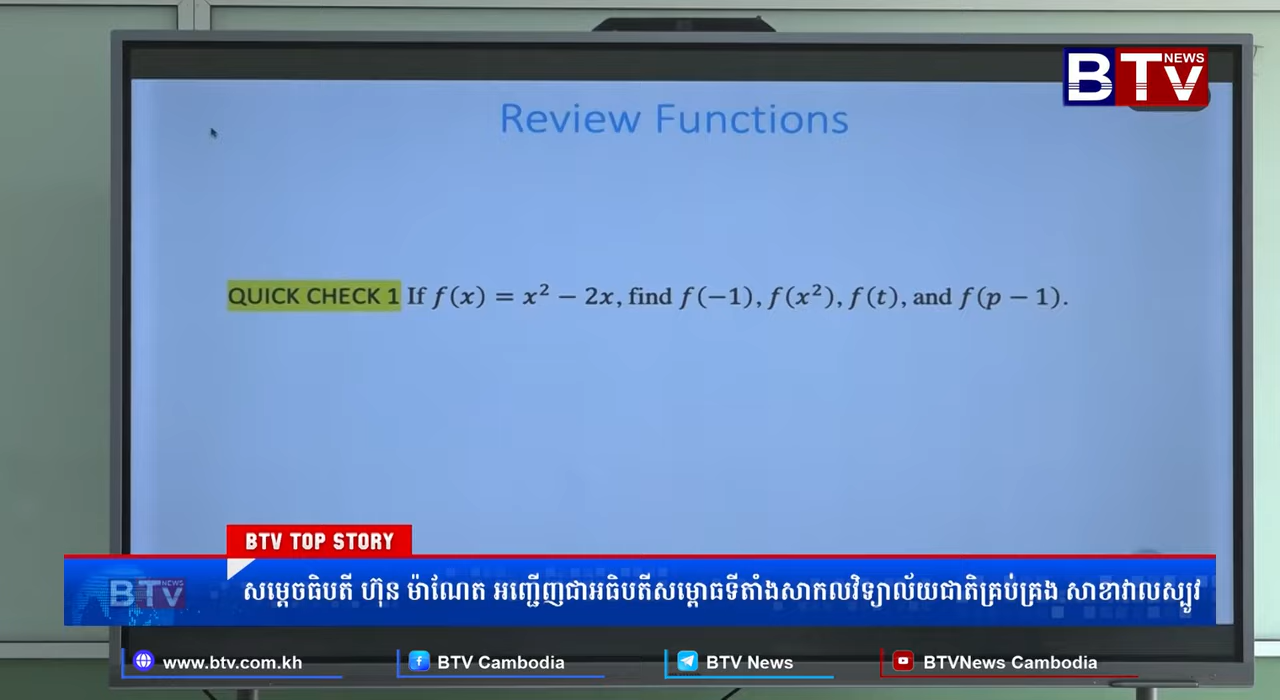 BTV NEWS
Review Functions
QUICK CHECK 1 If f(x) = x² − 2x, find f(−1), f(x²), f(t), and f(p − 1).
BTV TOP STORY
BTV NEWS
សម្តេចធិបតី ហ៊ុន ម៉ាណែត អញ្ជើញជាអធិបតីសម្ពោធទីតាំងសាកលវិទ្យាល័យជាតិគ្រប់គ្រង សាខាវាលស្បូវ
www.btv.com.kh
BTV Cambodia
BTV News
BTVNews Cambodia